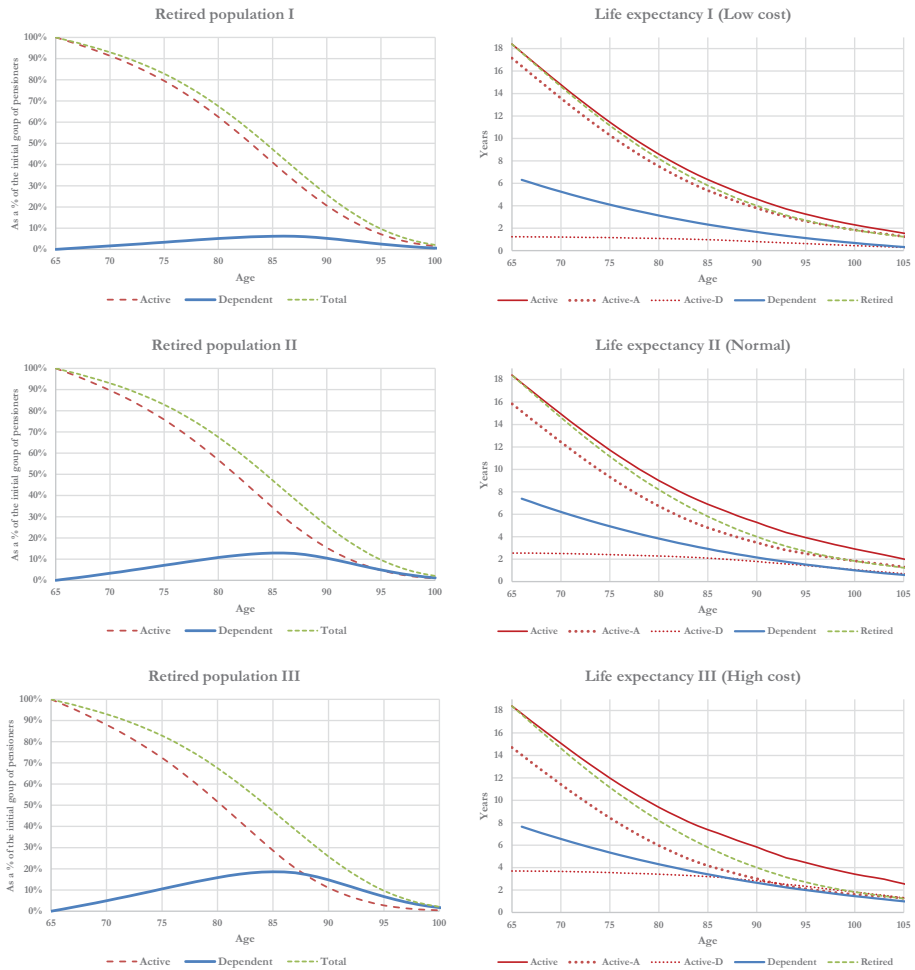 Retired population I
As a % of the initial goup of pensioners
100%
90%
80%
70%
60%
50%
40%
30%
20%
10%
0%
65 70 75 80 85 90 95 100
Age
Active Dependent Total
Life expectancy I (Low cost)
Years
18
16
14
12
10
8
6
4
2
0
65 70 75 80 85 90 95 100 105
Age
Active Active-A Active-D Dependent Retired
Retired population II
As a % of the initial group of pensioners
100%
90%
80%
70%
60%
50%
40%
30%
20%
10%
0%
65 70 75 80 85 90 95 100
Age
Active Dependent Total
Life expectancy II (Normal)
Years
18
16
14
12
10
8
6
4
2
0
65 70 75 80 85 90 95 100 105
Age
Active Active-A Active-D Dependent Retired
Retired population III
As a % of the initial goup of pensioners
100%
90%
80%
70%
60%
50%
40%
30%
20%
10%
0%
65 70 75 80 85 90 95 100
Age
Active Dependent Total
Life expectancy III (High cost)
Years
18
16
14
12
10
8
6
4
2
0
65 70 75 80 85 90 95 100 105
Age
Active Active-A Active-D Dependent Retired